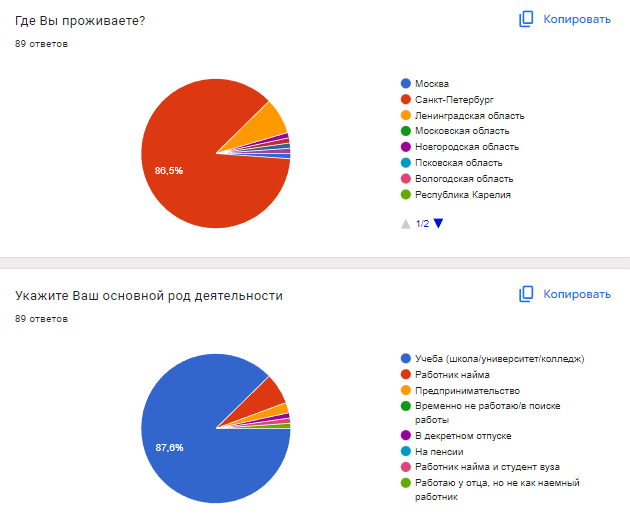 Где Вы проживаете?
Копировать
89 ответов
86,5%
Москва
Санкт-Петербург
Ленинградская область
Московская область
Новгородская область
Псковская область
Вологодская область
Республика Карелия
1/2
Укажите Ваш основной род деятельности
Копировать
89 ответов
87,6%
Учеба (школа/университет/колледж)
Работник найма
Предпринимательство
Временно не работаю/в поиске
работы
В декретном отпуске
На пенсии
Работник найма и студент вуза
Работаю у отца, но не как наемный
работник